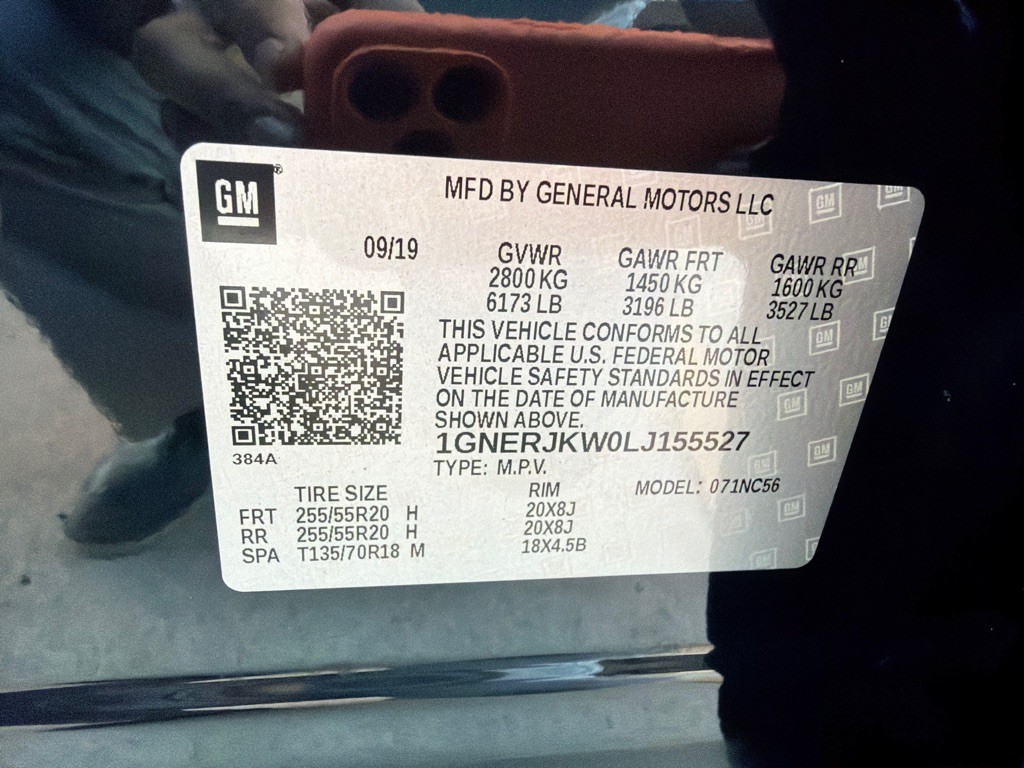 GM
MFD BY GENERAL MOTORS LLC
09/19 GVWR GAWR FRT GAWR RR
2800 KG 1450 KG 1600 KG
6173 LB 3196 LB 3527 LB
THIS VEHICLE CONFORMS TO ALL
APPLICABLE U.S. FEDERAL MOTOR
VEHICLE SAFETY STANDARDS IN EFFECT
ON THE DATE OF MANUFACTURE
SHOWN ABOVE.
1GNERJKW0LJ155527
384A
TYPE: M.P.V.
TIRE SIZE RIM MODEL: 071NC56
FRT 255/55R20 H 20X8J
RR 255/55R20 H 20X8J
SPA T135/70R18 M 18X4.5B